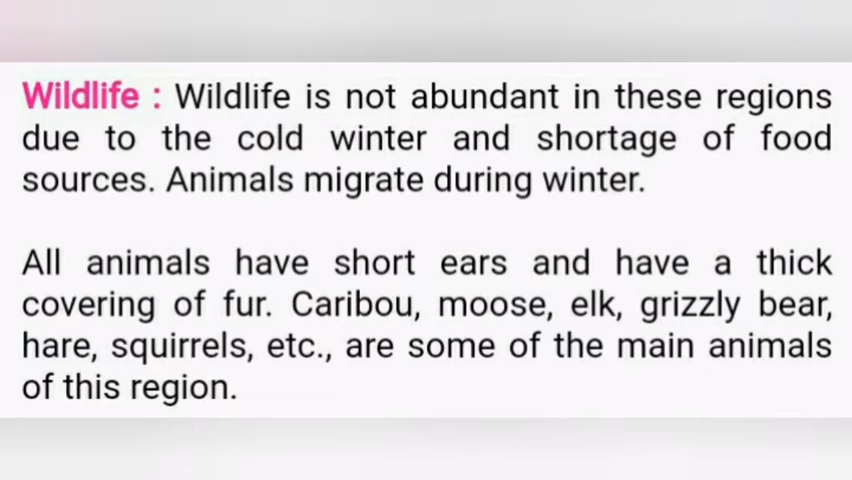 Wildlife : Wildlife is not abundant in these regions
due to the cold winter and shortage of food
sources. Animals migrate during winter.
All animals have short ears and have a thick
covering of fur. Caribou, moose, elk, grizzly bear,
hare, squirrels, etc., are some of the main animals
of this region.